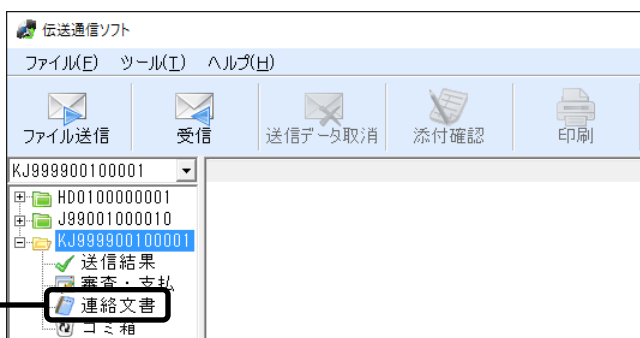 伝送通信ソフト
ファイル(F) ツール(T) ヘルプ(H)
ファイル送信 受信 送信データ取消 添付確認 印刷
KJ999900100001
HD0100000001
J99001000010
KJ999900100001
送信結果
審査・支払
連絡文書
ゴミ箱